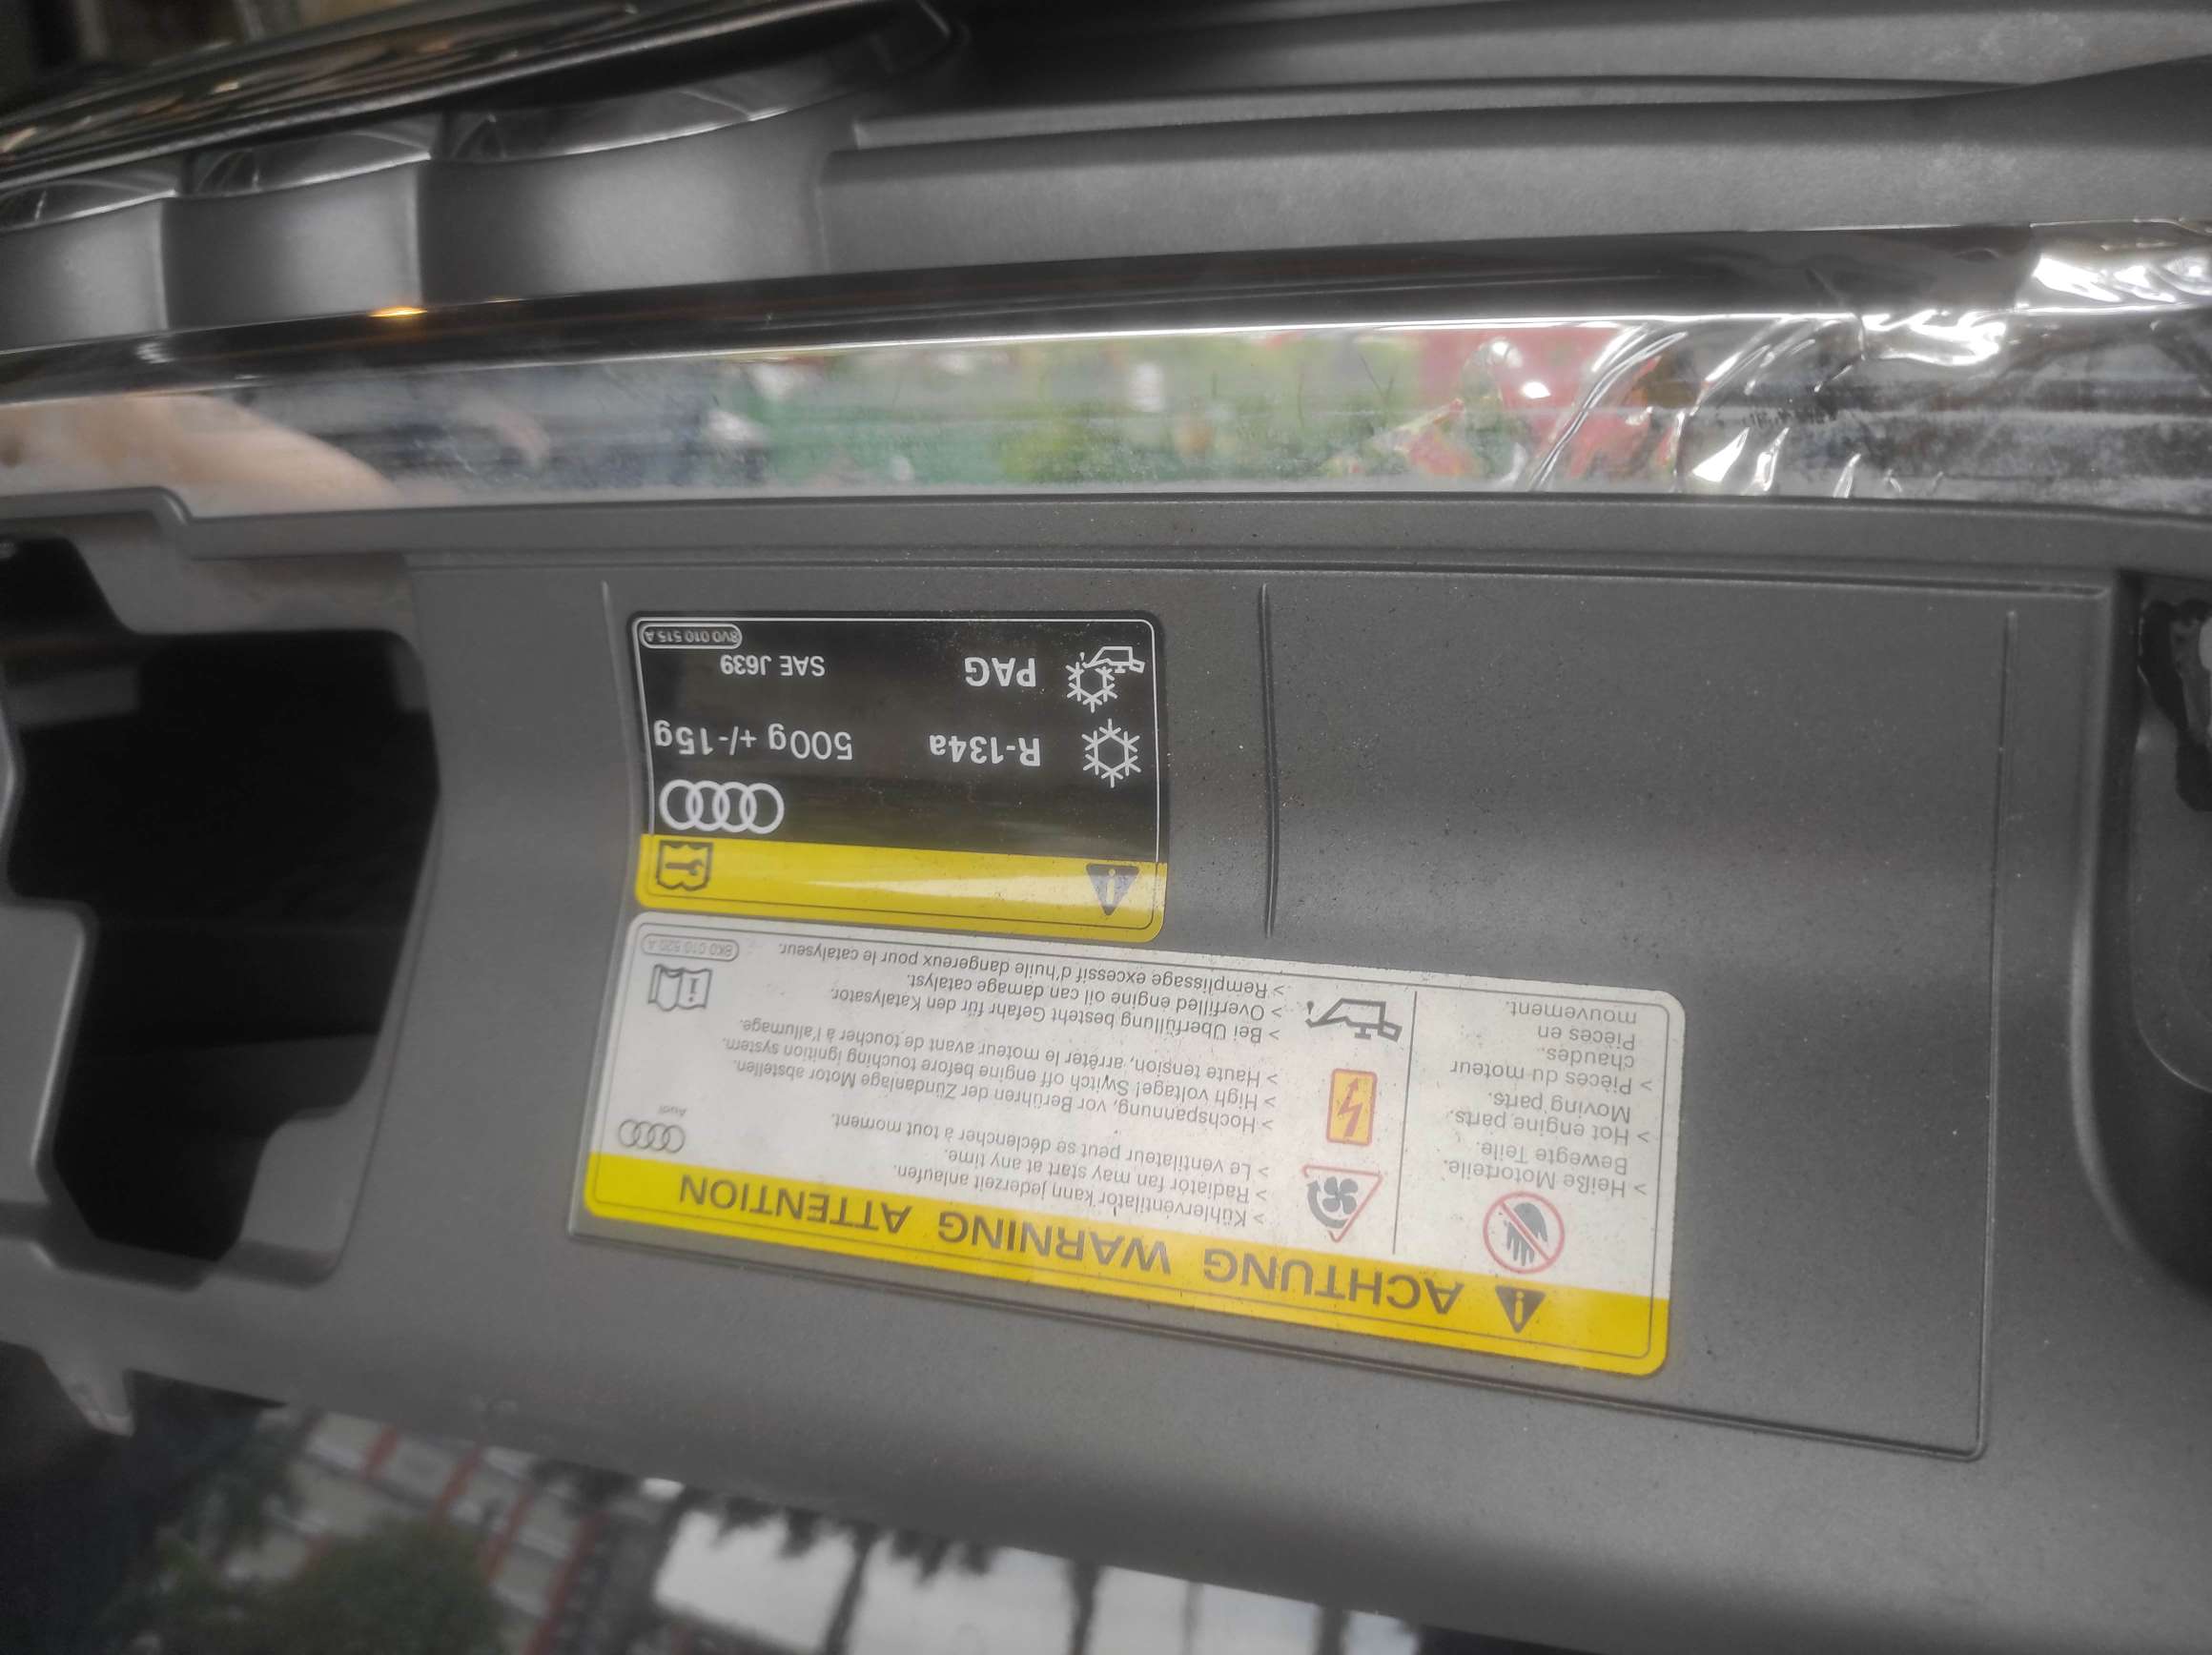 ACHTUNG WARNING ATTENTION
> Heiße Motorteile.
Bewegte Teile.
> Hot engine parts.
Moving parts.
> Pièces du moteur
chaudes.
Pièces en
mouvement.
> Kühlerventilator kann jederzeit anlaufen.
> Radiator fan may start at any time.
> Le ventilateur peut se déclencher à tout moment.
> Hochspannung, vor Berühren der Zündanlage Motor abstellen.
> High voltage! Switch off engine before touching ignition system.
> Haute tension, arrêter le moteur avant de toucher à l'allumage.
> Bei Überfüllung besteht Gefahr für den Katalysator.
> Overfilled engine oil can damage catalyst.
> Remplissage excessif d'huile dangereux pour le catalyseur.
Audi
8K0 010 520 A
R-134a 500g +/-15g
PAG SAE J639
8V0 010 515 A